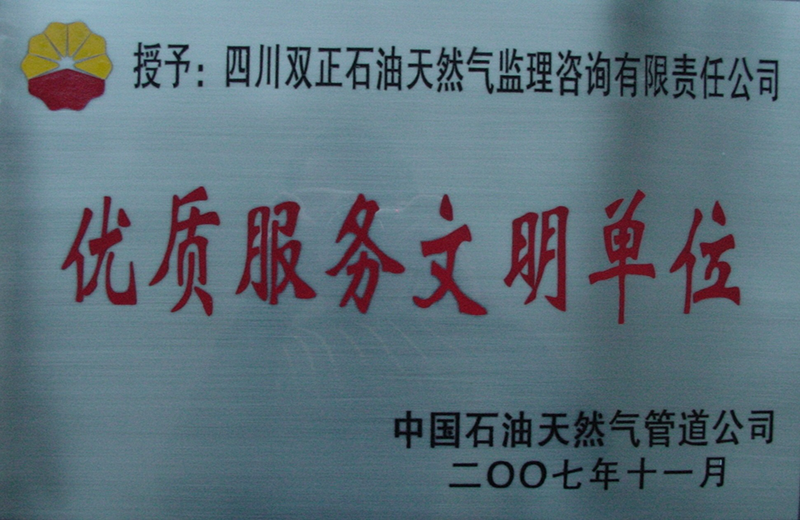 授予：四川双正石油天然气监理咨询有限责任公司
优质服务文明单位
中国石油天然气管道公司
二〇〇七年十一月